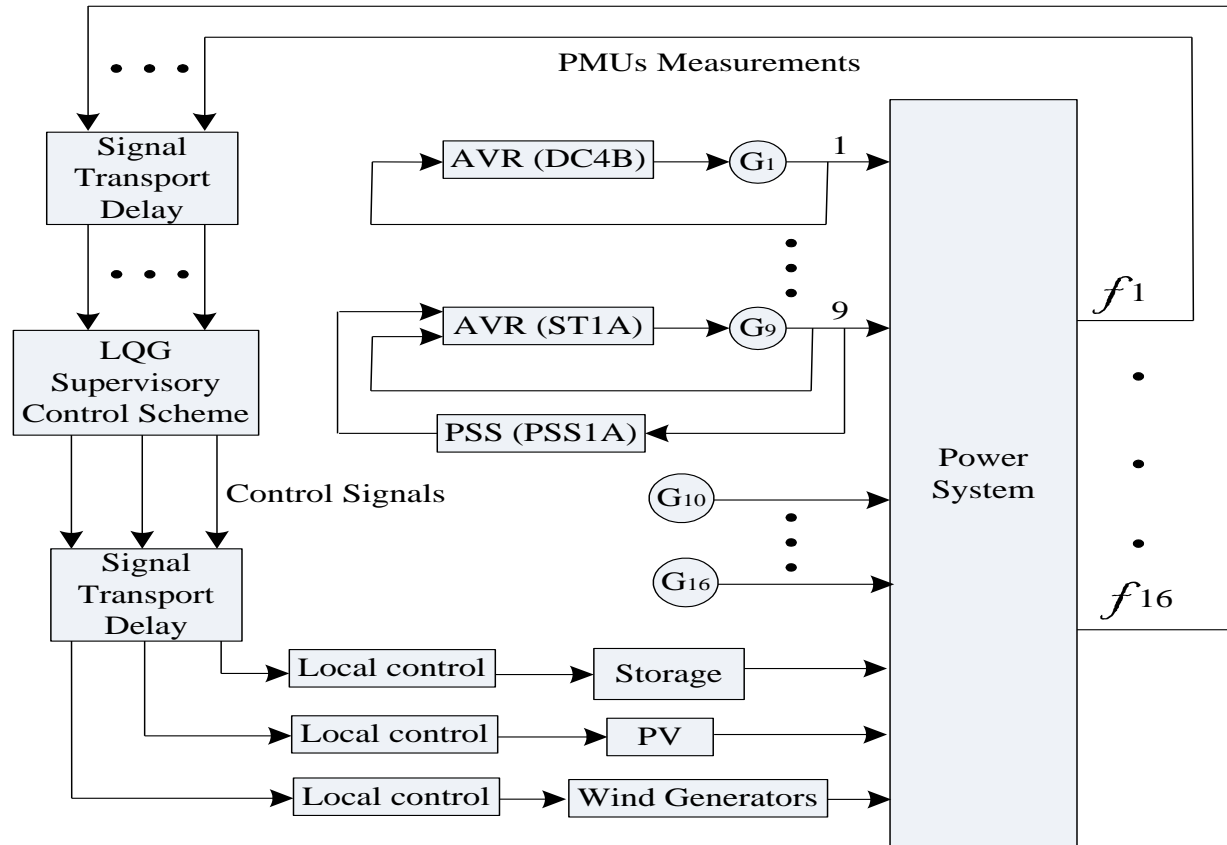 PMUs Measurements
Signal
Transport
Delay
AVR (DC4B)
G1
1
AVR (ST1A)
G9
9
f1
LQG
Supervisory
Control Scheme
PSS (PSS1A)
Power
System
Control Signals
G10
Signal
Transport
Delay
G16
f16
Local control
Storage
Local control
PV
Local control
Wind Generators